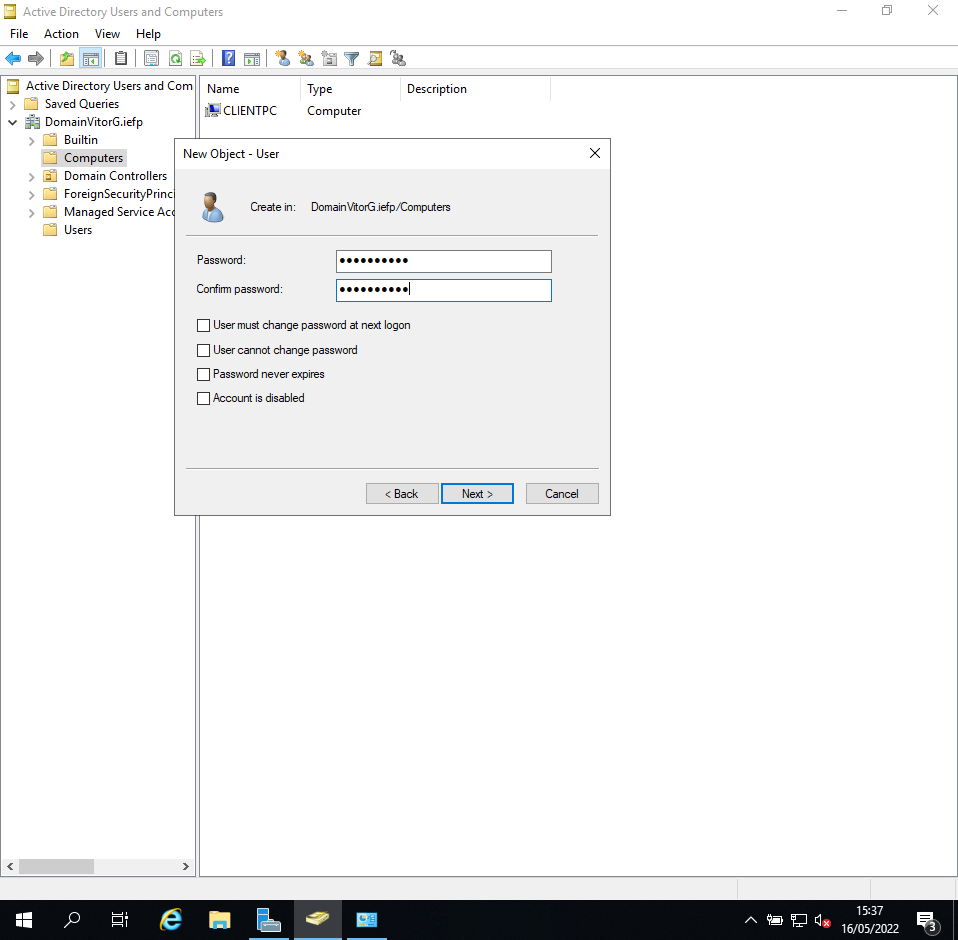 Active Directory Users and Computers
File Action View Help
Active Directory Users and Com
Saved Queries
DomainVitorG.iefp
Builtin
Computers
Domain Controllers
ForeignSecurityPrinci
Managed Service Acc
Users
Name Type Description
CLIENTPC Computer
New Object - User
Create in: DomainVitorG.iefp/Computers
Password: ●●●●●●●●●●
Confirm password: ●●●●●●●●●●
User must change password at next logon
User cannot change password
Password never expires
Account is disabled
< Back Next > Cancel
15:37
16/05/2022
3